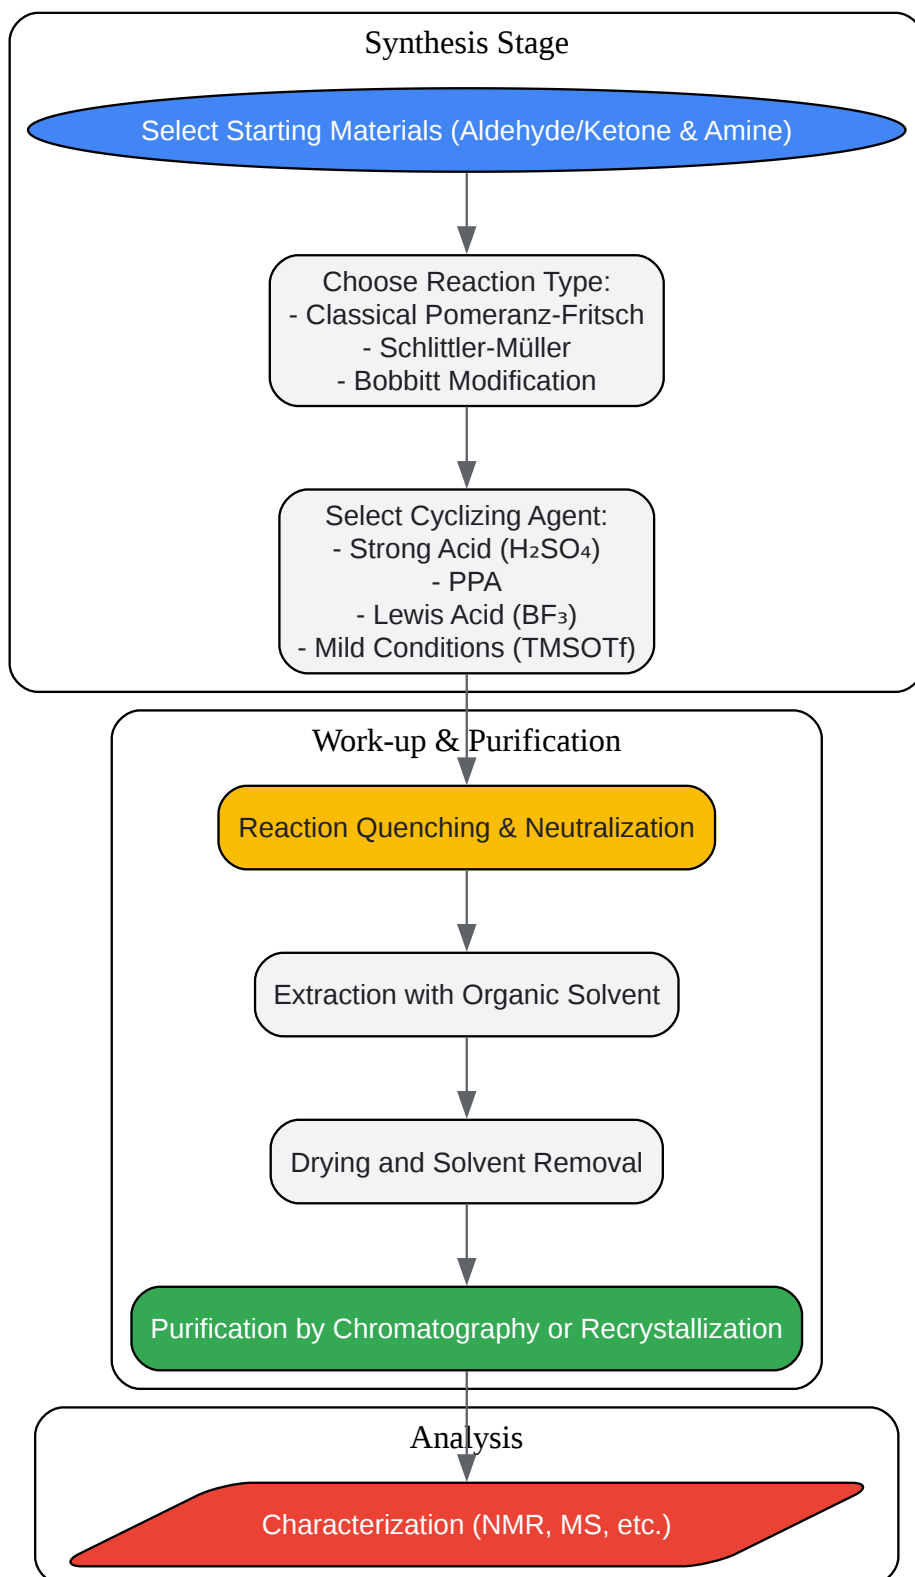 Synthesis Stage
Select Starting Materials (Aldehyde/Ketone & Amine)
Choose Reaction Type:
- Classical Pomeranz-Fritsch
- Schlittler-Müller
- Bobbitt Modification
Select Cyclizing Agent:
- Strong Acid (H₂SO₄)
- PPA
- Lewis Acid (BF₃)
- Mild Conditions (TMSOTf)
Work-up & Purification
Reaction Quenching & Neutralization
Extraction with Organic Solvent
Drying and Solvent Removal
Purification by Chromatography or Recrystallization
Analysis
Characterization (NMR, MS, etc.)